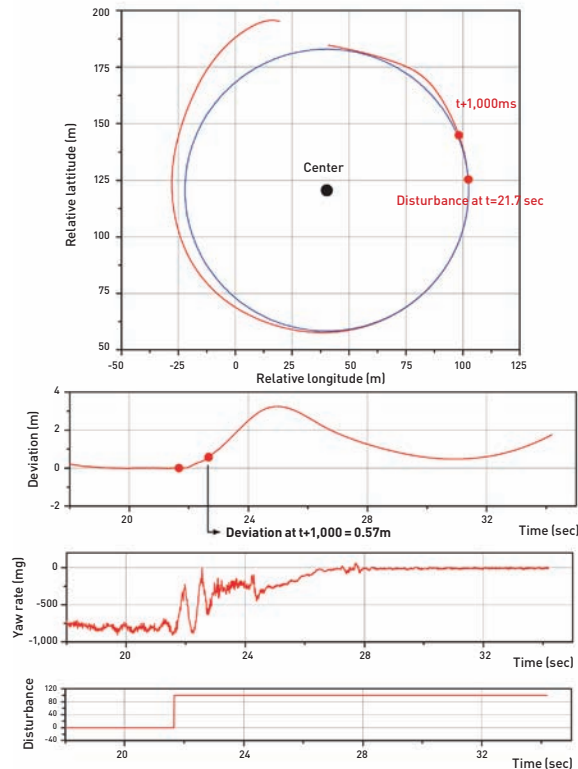 200
175
150
125
100
75
50
Relative lattitude (m)
t+1,000ms
Center
Disturbance at t=21.7 sec
-50 -25 0 25 50 75 100 125
Relative longitude (m)
4
2
0
-2
Deviation (m)
20 24 28 32
Time (sec)
Deviation at t+1,000 = 0.57m
0
-500
-1,000
Yaw rate (mg)
20 24 28 32
Time (sec)
120
80
40
0
-40
Disturbance
20 24 28 32
Time (sec)